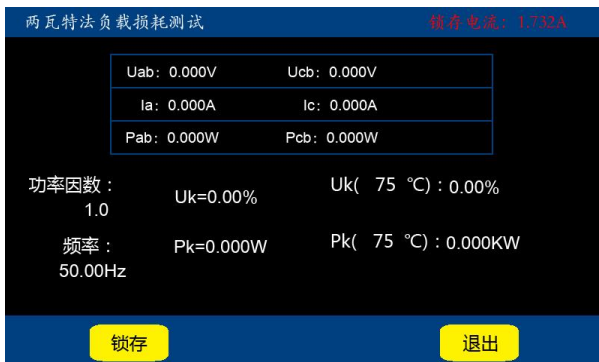 两瓦特法负载损耗测试 锁存电流：1.732A
Uab：0.000V Ucb：0.000V
Ia：0.000A Ic：0.000A
Pab：0.000W Pcb：0.000W
功率因数： Uk=0.00% Uk( 75 ℃)：0.00%
1.0
频率： Pk=0.000W Pk( 75 ℃)：0.000KW
50.00Hz
锁存 退出